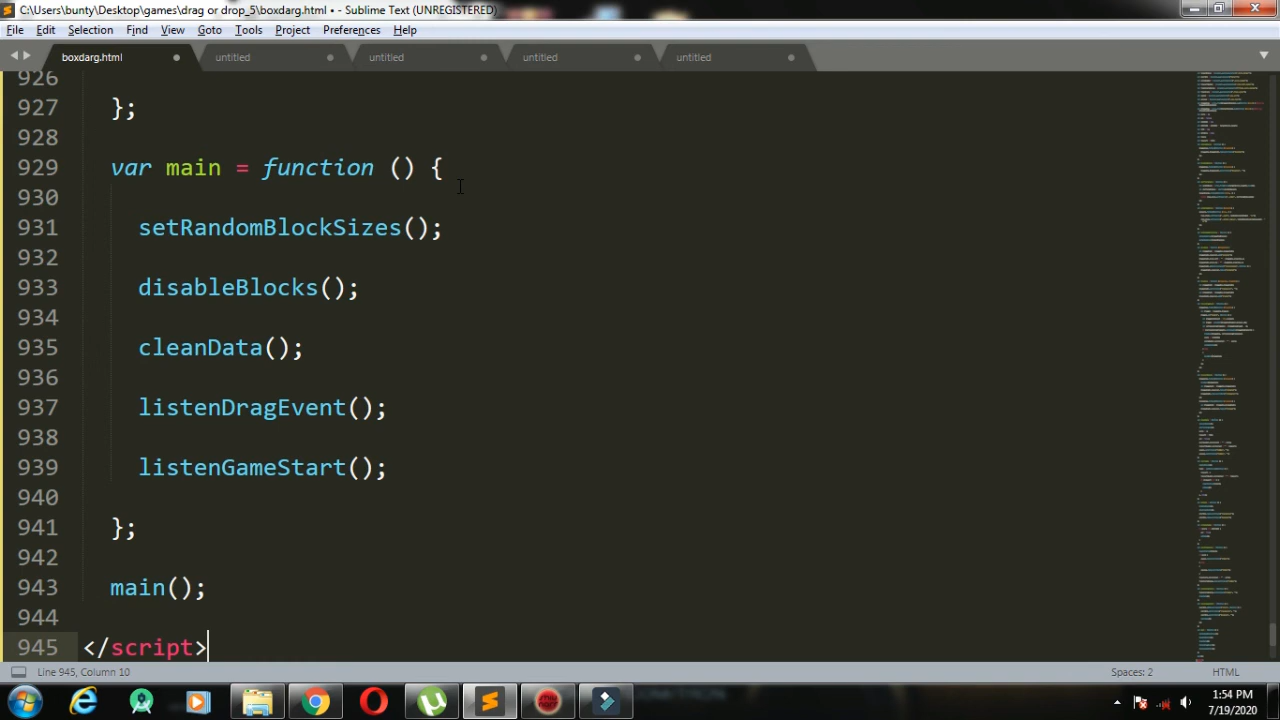 C:\Users\bunty\Desktop\games\drag or drop_5\boxdarg.html • - Sublime Text (UNREGISTERED)
File Edit Selection Find View Goto Tools Project Preferences Help
boxdarg.html untitled untitled untitled untitled
926
927 };
928
929 var main = function () {
930
931 setRandomBlockSizes();
932
933 disableBlocks();
934
935 cleanData();
936
937 listenDragEvent();
938
939 listenGameStart();
940
941 };
942
943 main();
944
945 </script>
Line 945, Column 10 Spaces: 2 HTML
1:54 PM
7/19/2020